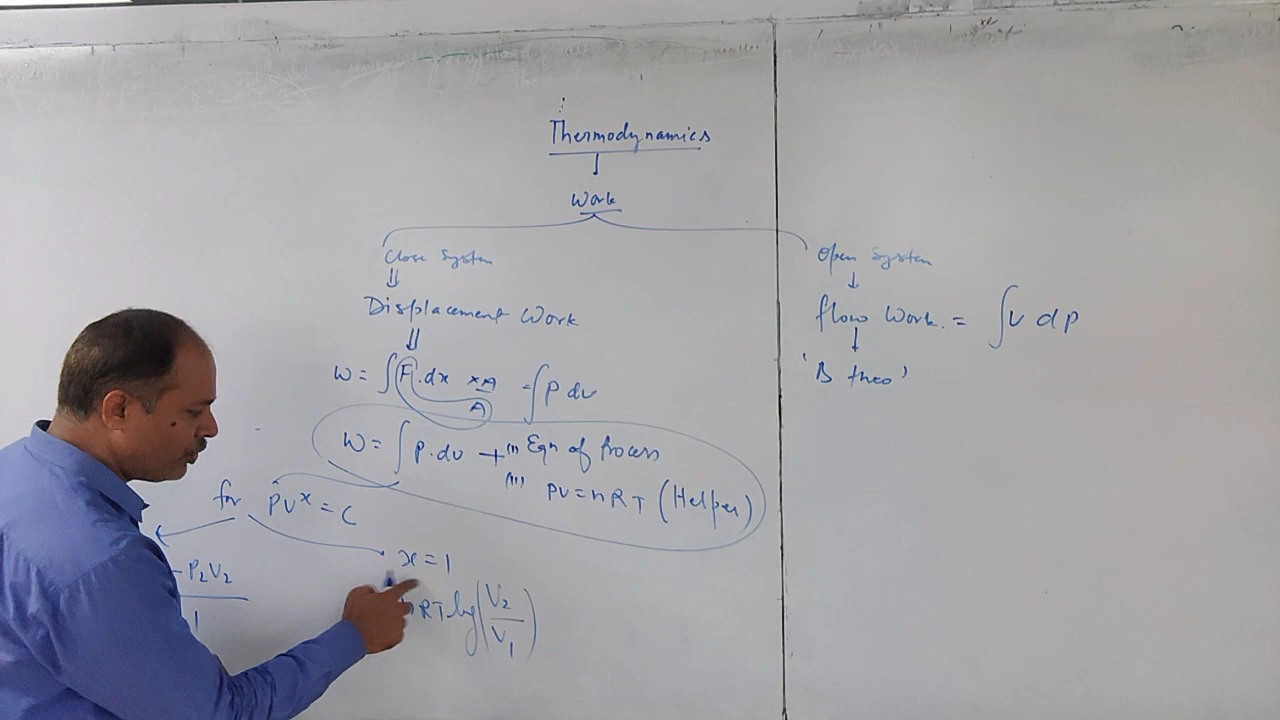 Thermodynamics
Work
Close System
Displacement Work
W = ∫ F.dx × A/A = ∫ P dv
W = ∫ P.dv + (i) Eqn of Process
(ii) PV = nRT (Helper)
for PV^x = C
- P₂V₂
1
x = 1
nRT log(V₂/V₁)
Open System
flow Work = ∫ V dP
'B theo'